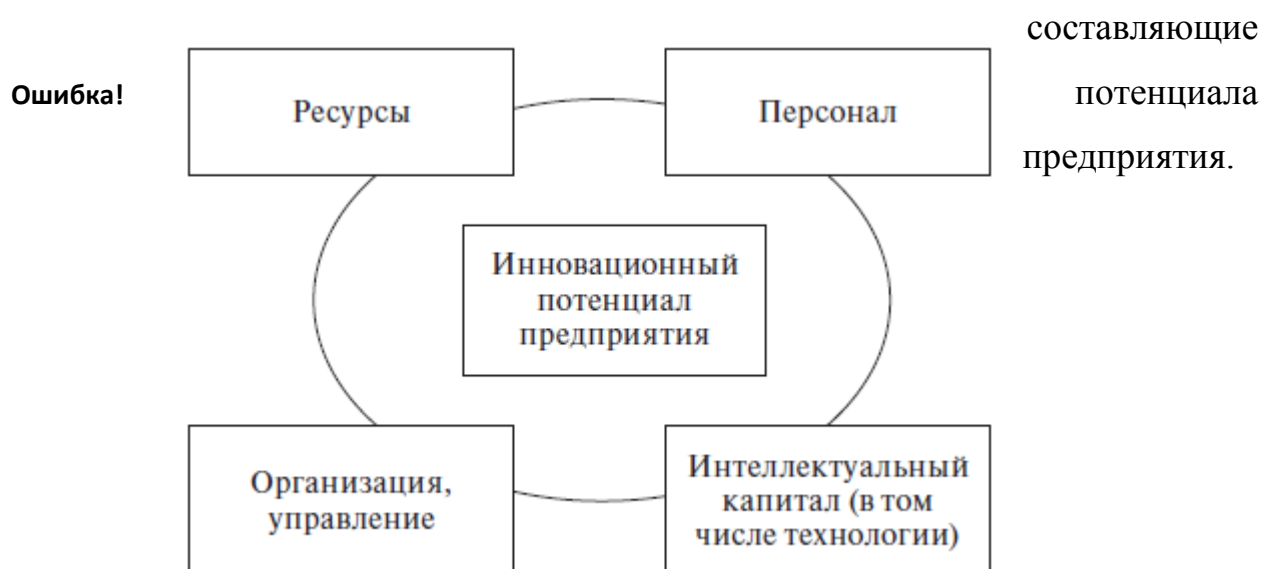 составляющие
Ошибка!
потенциала
предприятия.
Ресурсы
Персонал
Инновационный
потенциал
предприятия
Организация,
управление
Интеллектуальный
капитал (в том
числе технологии)